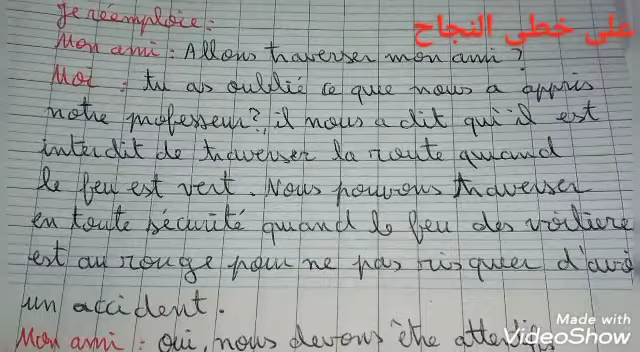 Je réemploie :
على خطى النجاح
Mon ami : Allons traverser mon ami ?
Moi : tu as oublié ce que nous a appris
notre professeur ?, il nous a dit qu'il est
interdit de traverser la route quand
le feu est vert. Nous pouvons traverser
en toute sécurité quand le feu des
est au rouge pour ne pas risquer d'avo
un accident.
Mon ami : Oui, nous devons être attentifs
Made with
VideoShow